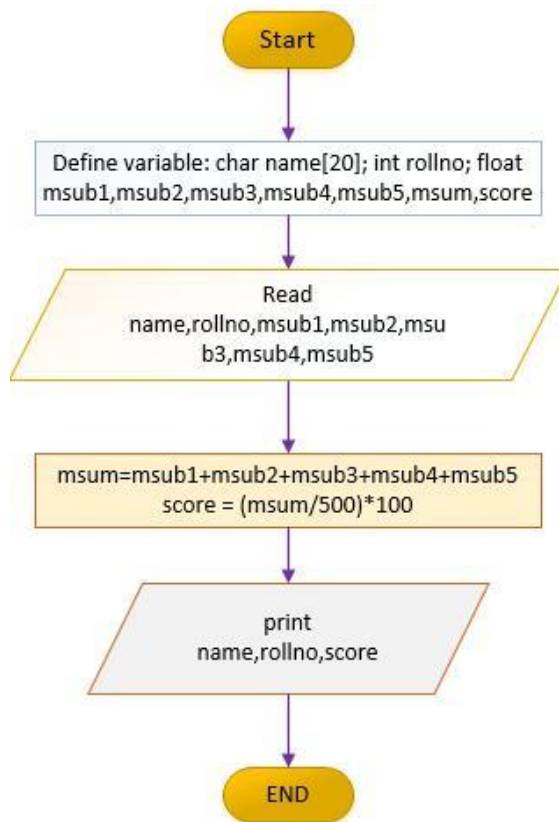 Start
Define variable: char name[20]; int rollno; float
msub1,msub2,msub3,msub4,msub5,msum,score
Read
name,rollno,msub1,msub2,msu
b3,msub4,msub5
msum=msub1+msub2+msub3+msub4+msub5
score = (msum/500)*100
print
name,rollno,score
END